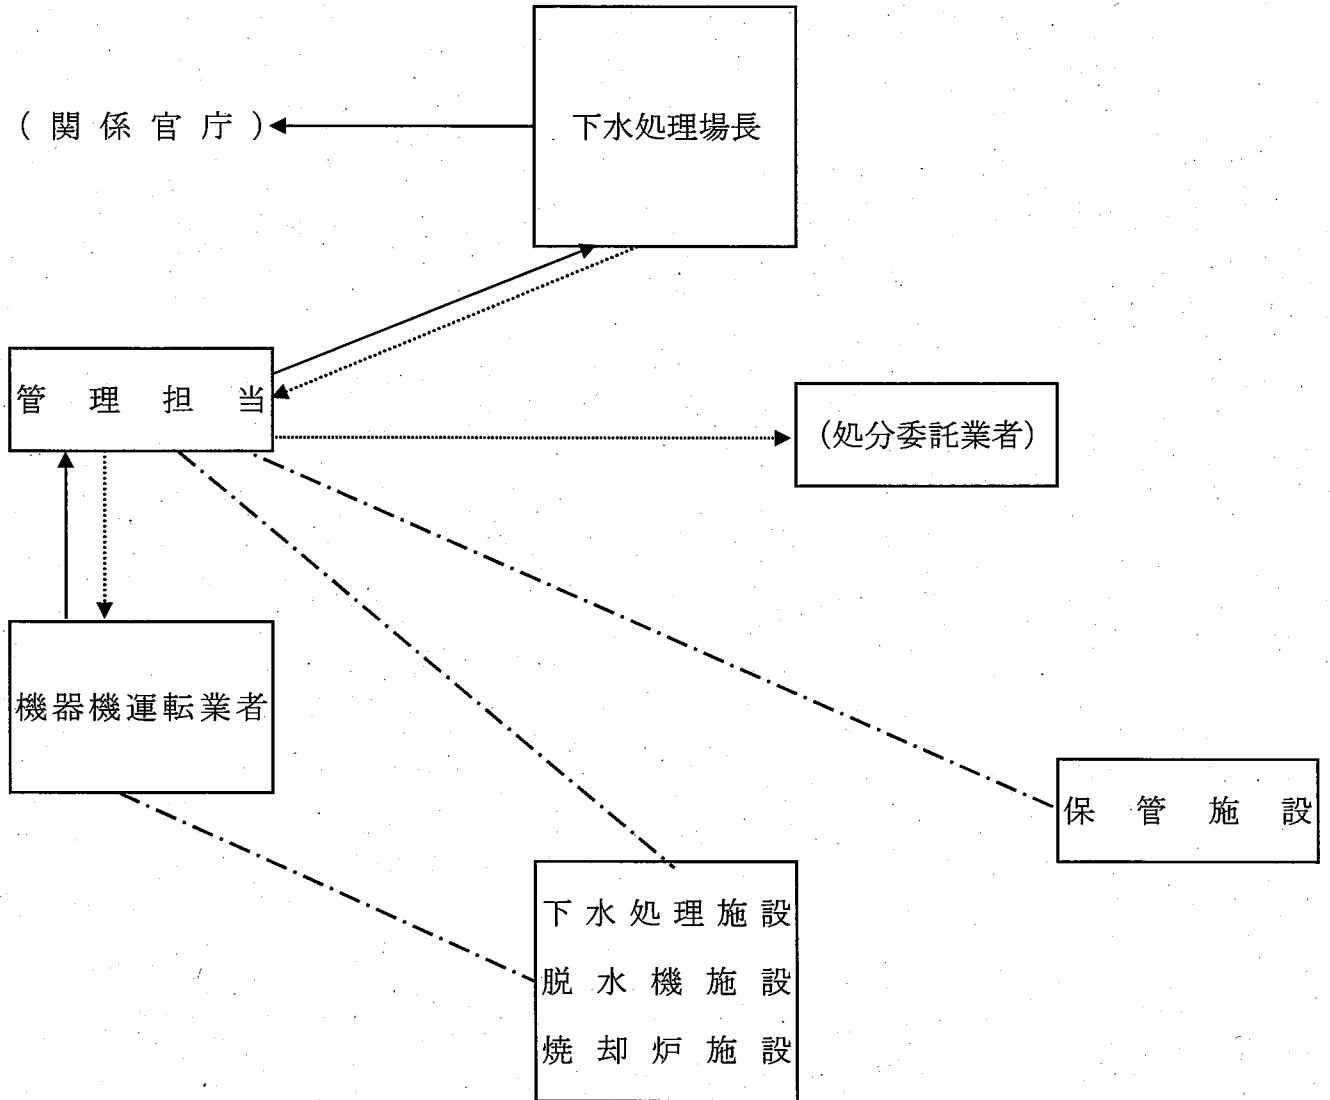 (関係官庁)
下水処理場長
管理担当
(処分委託業者)
機器機運転業者
保管施設
下水処理施設
脱水機施設
焼却炉施設